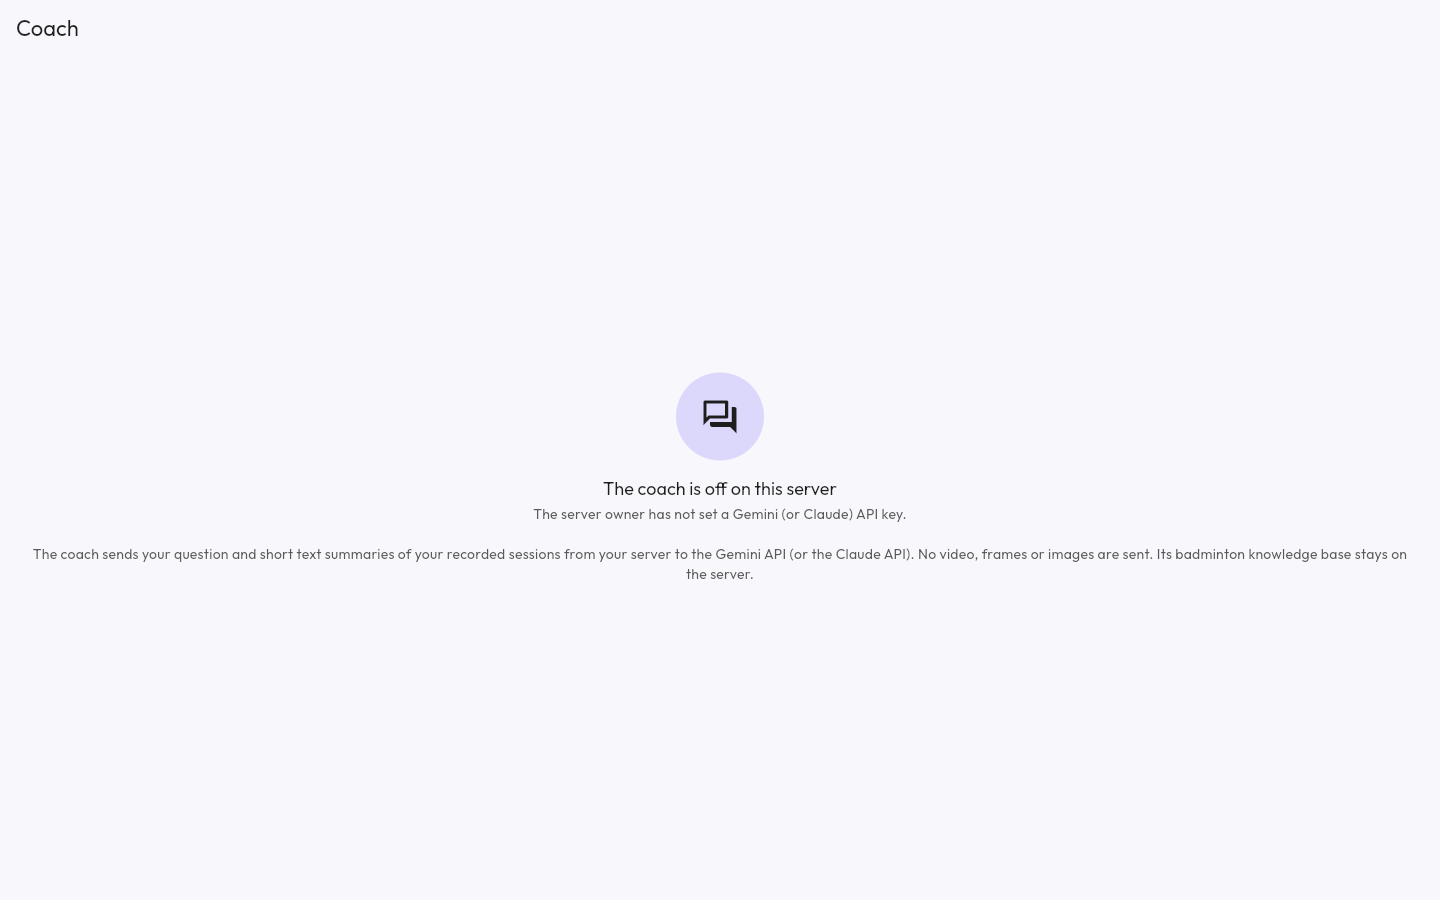 Coach
The coach is off on this server
The server owner has not set a Gemini (or Claude) API key.
The coach sends your question and short text summaries of your recorded sessions from your server to the Gemini API (or the Claude API). No video, frames or images are sent. Its badminton knowledge base stays on
the server.